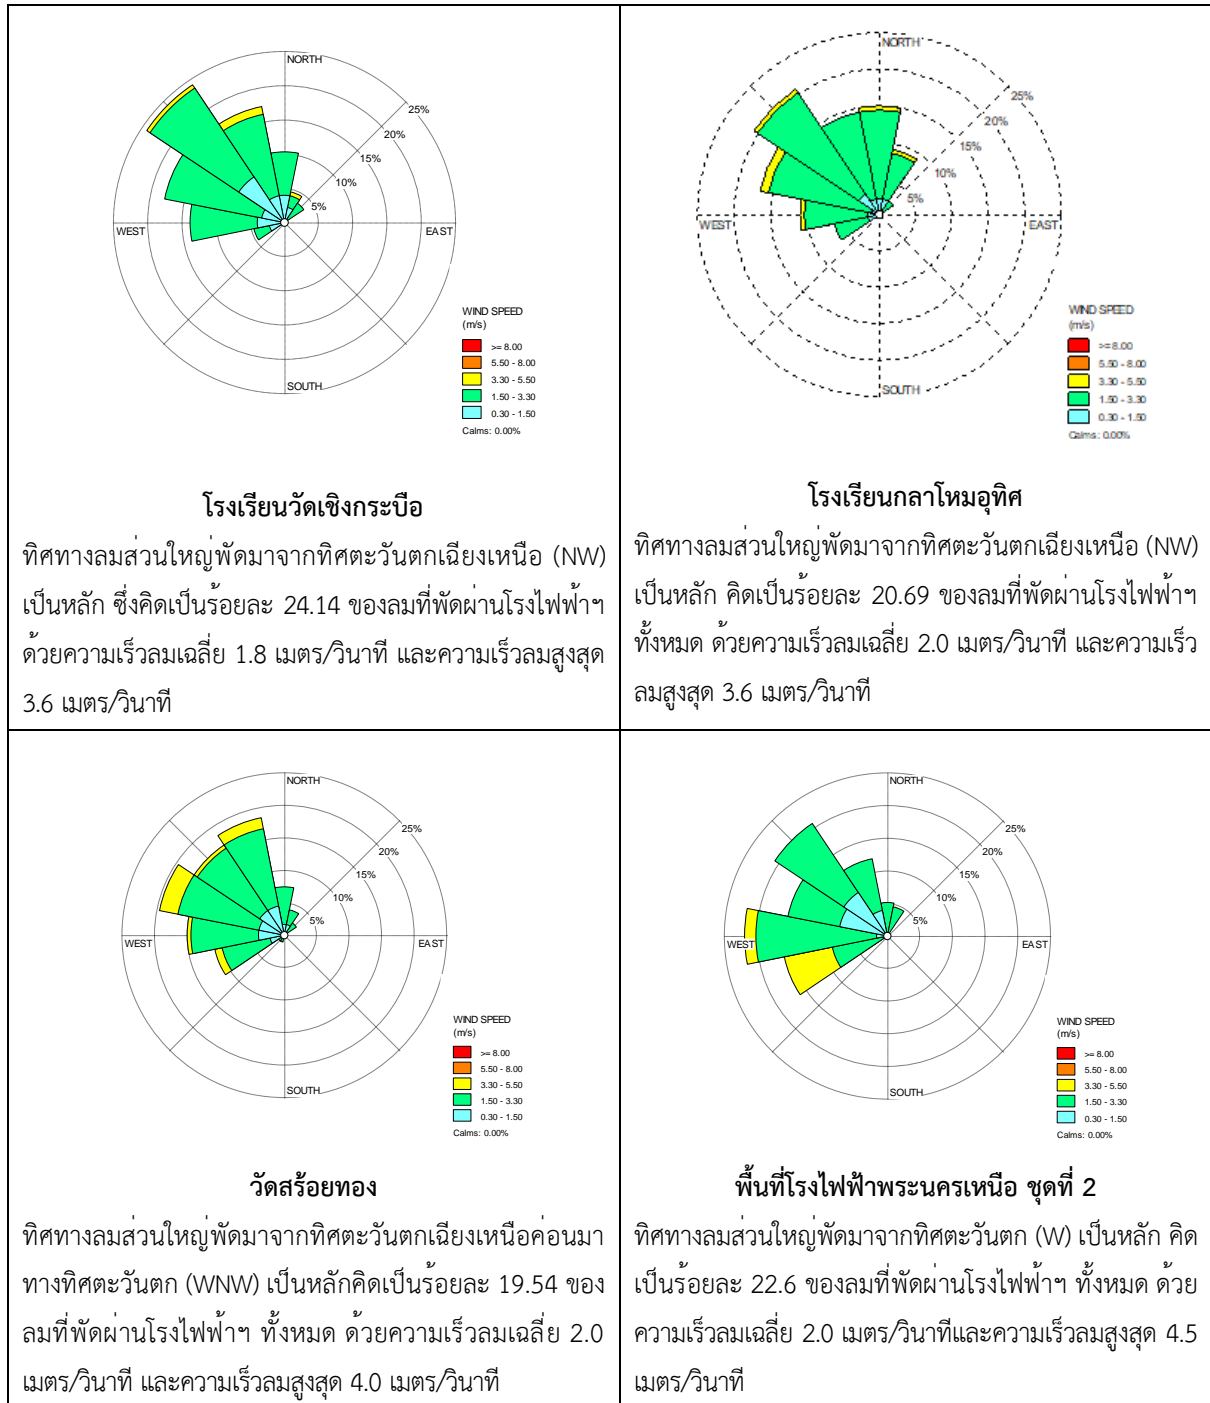 NORTH
25%
20%
15%
10%
5%
WEST
EAST
SOUTH
WIND SPEED
(m/s)
>= 8.00
5.50 - 8.00
3.30 - 5.50
1.50 - 3.30
0.30 - 1.50
Calms: 0.00%
โรงเรียนวัดเชิงกระบือ
ทิศทางลมส่วนใหญ่พัดมาจากทิศตะวันตกเฉียงเหนือ (NW)
เป็นหลัก ซึ่งคิดเป็นร้อยละ 24.14 ของลมที่พัดผ่านโรงไฟฟ้าฯ
ด้วยความเร็วลมเฉลี่ย 1.8 เมตร/วินาที และความเร็วลมสูงสุด
3.6 เมตร/วินาที
NORTH
25%
20%
15%
10%
5%
WEST
EAST
SOUTH
WIND SPEED
(m/s)
>= 8.00
5.50 - 8.00
3.30 - 5.50
1.50 - 3.30
0.30 - 1.50
Calms: 0.00%
โรงเรียนกลาโหมอุทิศ
ทิศทางลมส่วนใหญ่พัดมาจากทิศตะวันตกเฉียงเหนือ (NW)
เป็นหลัก คิดเป็นร้อยละ 20.69 ของลมที่พัดผ่านโรงไฟฟ้าฯ
ทั้งหมด ด้วยความเร็วลมเฉลี่ย 2.0 เมตร/วินาที และความเร็ว
ลมสูงสุด 3.6 เมตร/วินาที
NORTH
25%
20%
15%
10%
5%
WEST
EAST
SOUTH
WIND SPEED
(m/s)
>= 8.00
5.50 - 8.00
3.30 - 5.50
1.50 - 3.30
0.30 - 1.50
Calms: 0.00%
วัดสร้อยทอง
ทิศทางลมส่วนใหญ่พัดมาจากทิศตะวันตกเฉียงเหนือค่อนมา
ทางทิศตะวันตก (WNW) เป็นหลักคิดเป็นร้อยละ 19.54 ของ
ลมที่พัดผ่านโรงไฟฟ้าฯ ทั้งหมด ด้วยความเร็วลมเฉลี่ย 2.0
เมตร/วินาที และความเร็วลมสูงสุด 4.0 เมตร/วินาที
NORTH
25%
20%
15%
10%
5%
WEST
EAST
SOUTH
WIND SPEED
(m/s)
>= 8.00
5.50 - 8.00
3.30 - 5.50
1.50 - 3.30
0.30 - 1.50
Calms: 0.00%
พื้นที่โรงไฟฟ้าพระนครเหนือ ชุดที่ 2
ทิศทางลมส่วนใหญ่พัดมาจากทิศตะวันตก (W) เป็นหลัก คิด
เป็นร้อยละ 22.6 ของลมที่พัดผ่านโรงไฟฟ้าฯ ทั้งหมด ด้วย
ความเร็วลมเฉลี่ย 2.0 เมตร/วินาทีและความเร็วลมสูงสุด 4.5
เมตร/วินาที